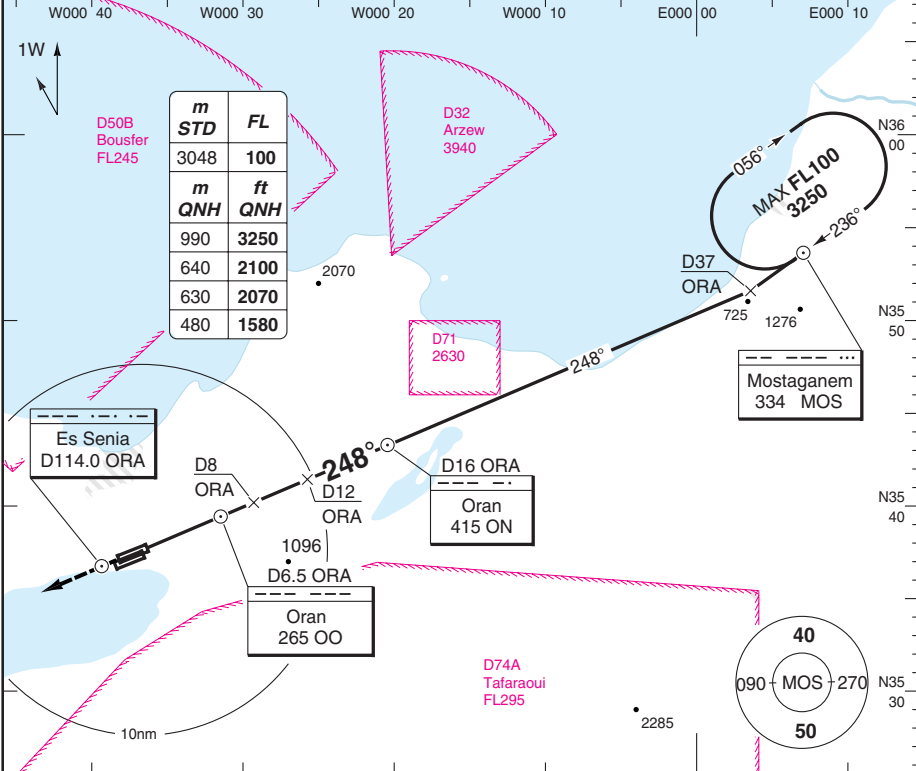 W000 40
W000 30
W000 20
W000 10
E000 00
E000 10
1W
D50B
Bousfer
FL245
m STD FL
3048 100
m QNH ft QNH
990 3250
640 2100
630 2070
480 1580
D32
Arzew
3940
N36
00
056°
MAX FL100
3250
236°
2070
D37
ORA
725
1276
N35
50
D71
2630
248°
Mostaganem
334 MOS
Es Senia
D114.0 ORA
248°
D8
ORA
D12
ORA
D16 ORA
Oran
415 ON
N35
40
1096
D6.5 ORA
Oran
265 OO
D74A
Tafaraoui
FL295
2285
40
090 MOS 270
50
N35
30
10nm